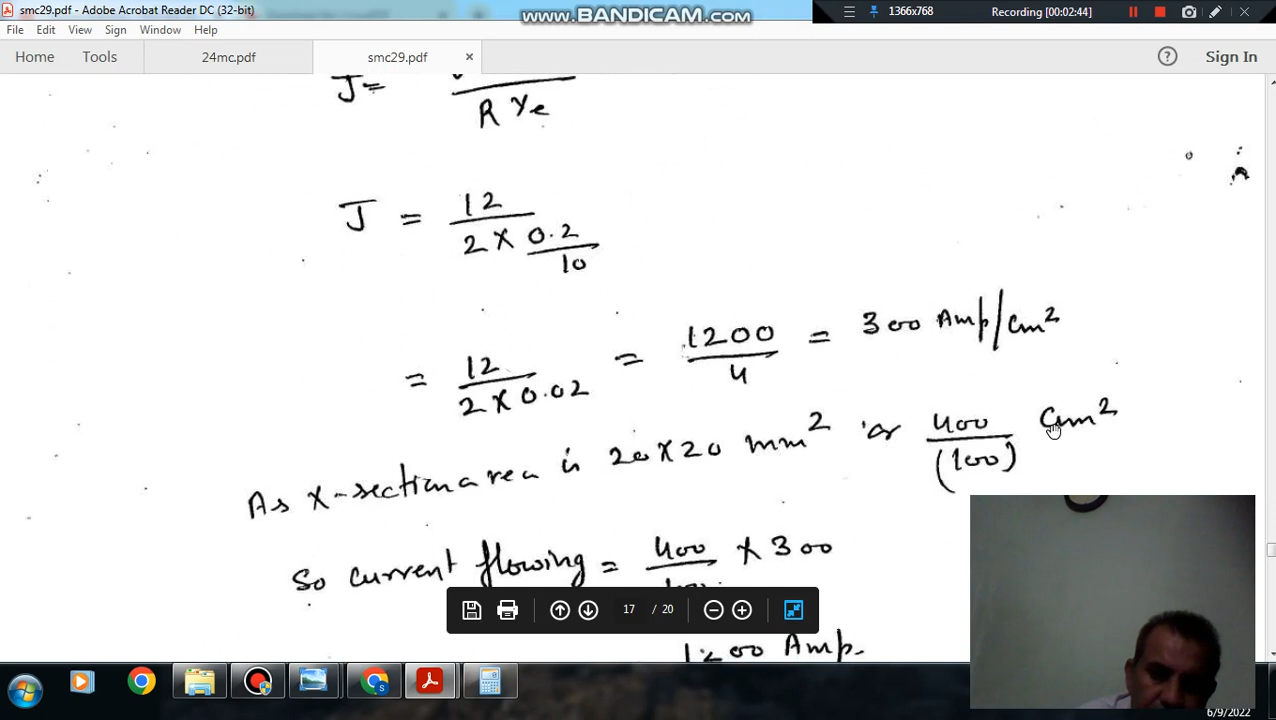 smc29.pdf - Adobe Acrobat Reader DC (32-bit)
www.BANDICAM.com
1366x768
Recording [00:02:44]
File Edit View Sign Window Help
Home Tools 24mc.pdf smc29.pdf × Sign In
J=
R Ye
J = 12
2 × 0.2
10
= 12 = 1200 = 300 Amp/cm²
2 × 0.02 4
As X-section area is 20×20 mm² or 400 cm²
(100)
So current flowing = 400 × 300
17 / 20
1200 Amp.
6/9/2022